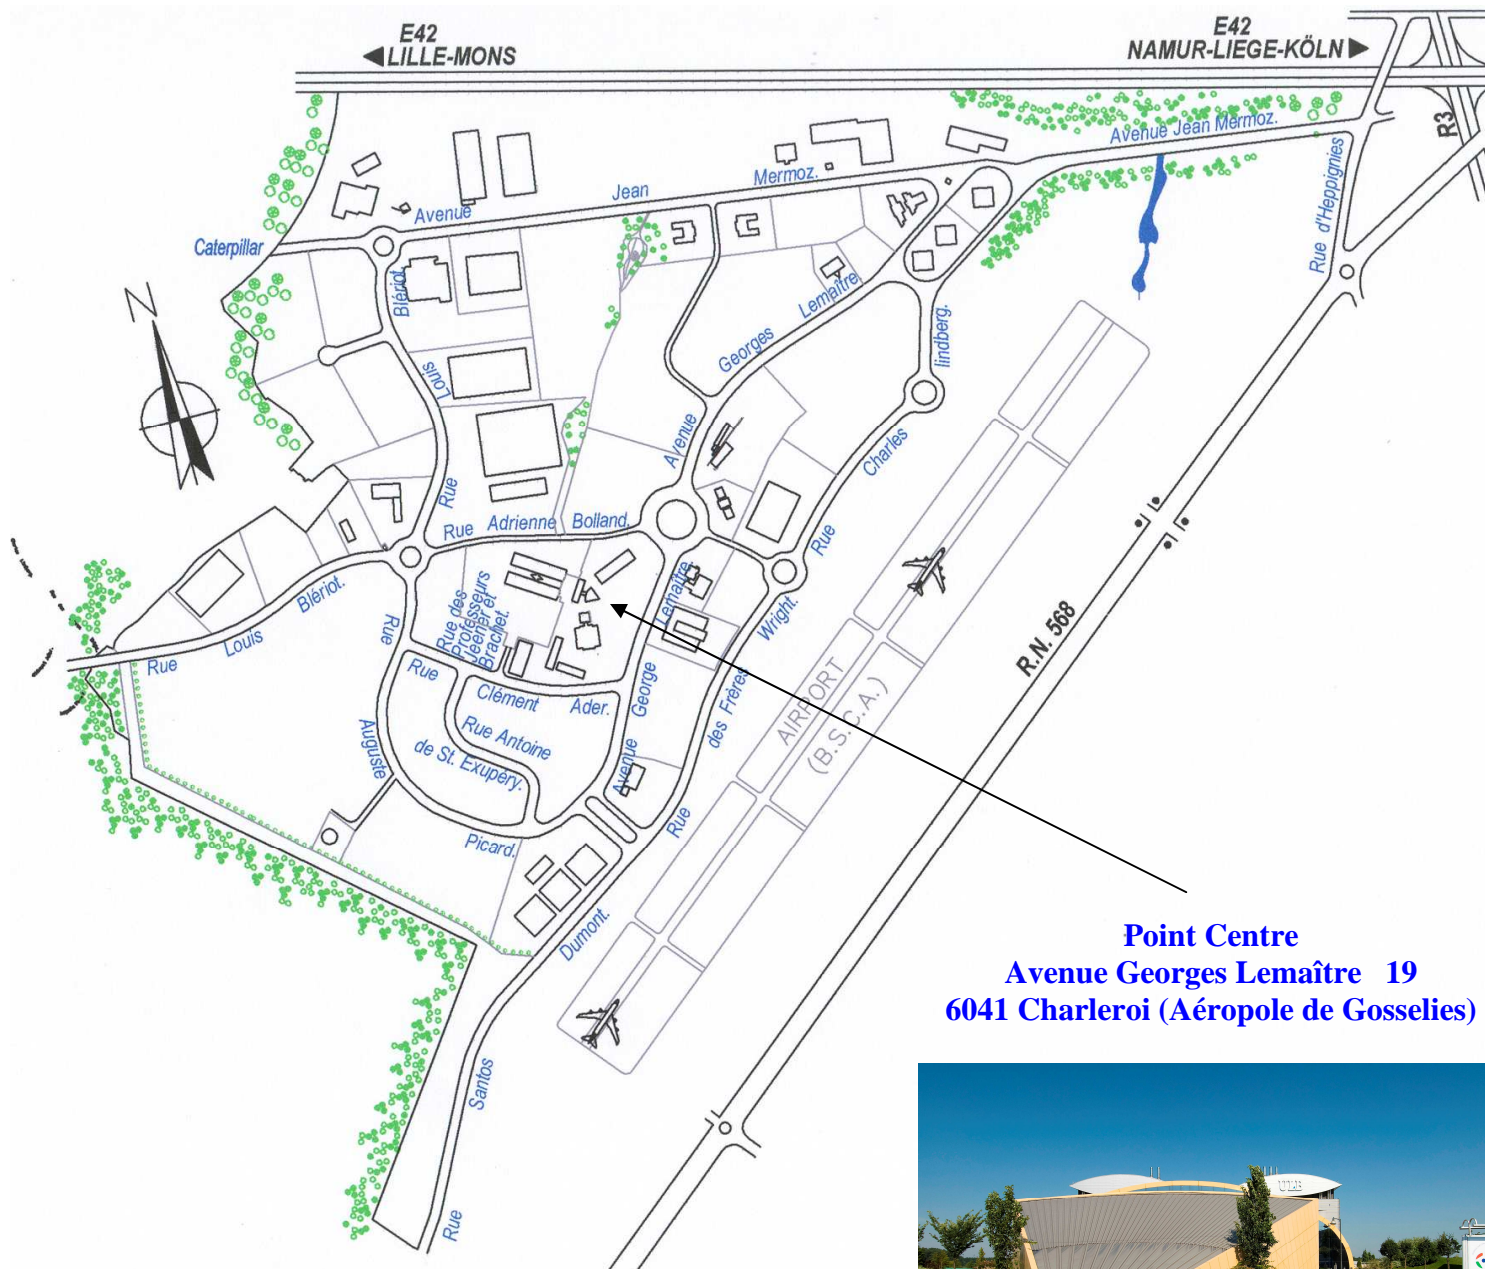 E42
LILLE-MONS
E42
NAMUR-LIEGE-KÖLN
R3
Avenue Jean Mermoz.
Rue d'Heppignies
Avenue
Jean
Mermoz.
Caterpillar
N
Blériot
Louis
Rue
Georges
Lemaître
Avenue
lindberg.
Charles
Rue
Rue
Adrienne
Bolland.
Rue
Louis
Blériot.
Rue
Auguste
Picard.
Rue des
Professeurs
Jeener et
Brachet.
Rue
Clément
Ader.
Rue Antoine
de St. Exupéry.
Lemaître
George
Avenue
Wright.
des Frères
Rue
Dumont.
Santos
Rue
AIRPORT
(B.S.C.A.)
R.N. 568
Point Centre
Avenue Georges Lemaître 19
6041 Charleroi (Aéropole de Gosselies)
ULB